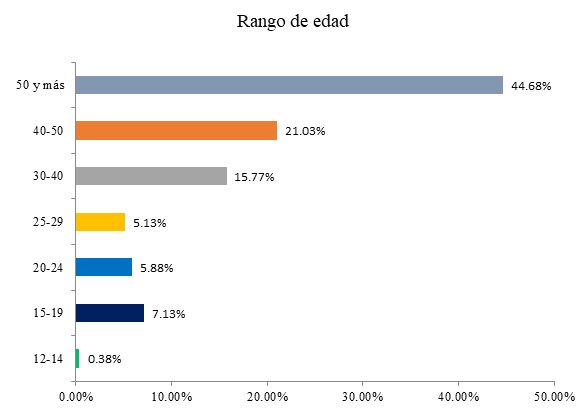 Rango de edad
50 y más 44.68%
40-50 21.03%
30-40 15.77%
25-29 5.13%
20-24 5.88%
15-19 7.13%
12-14 0.38%
0.00% 10.00% 20.00% 30.00% 40.00% 50.00%